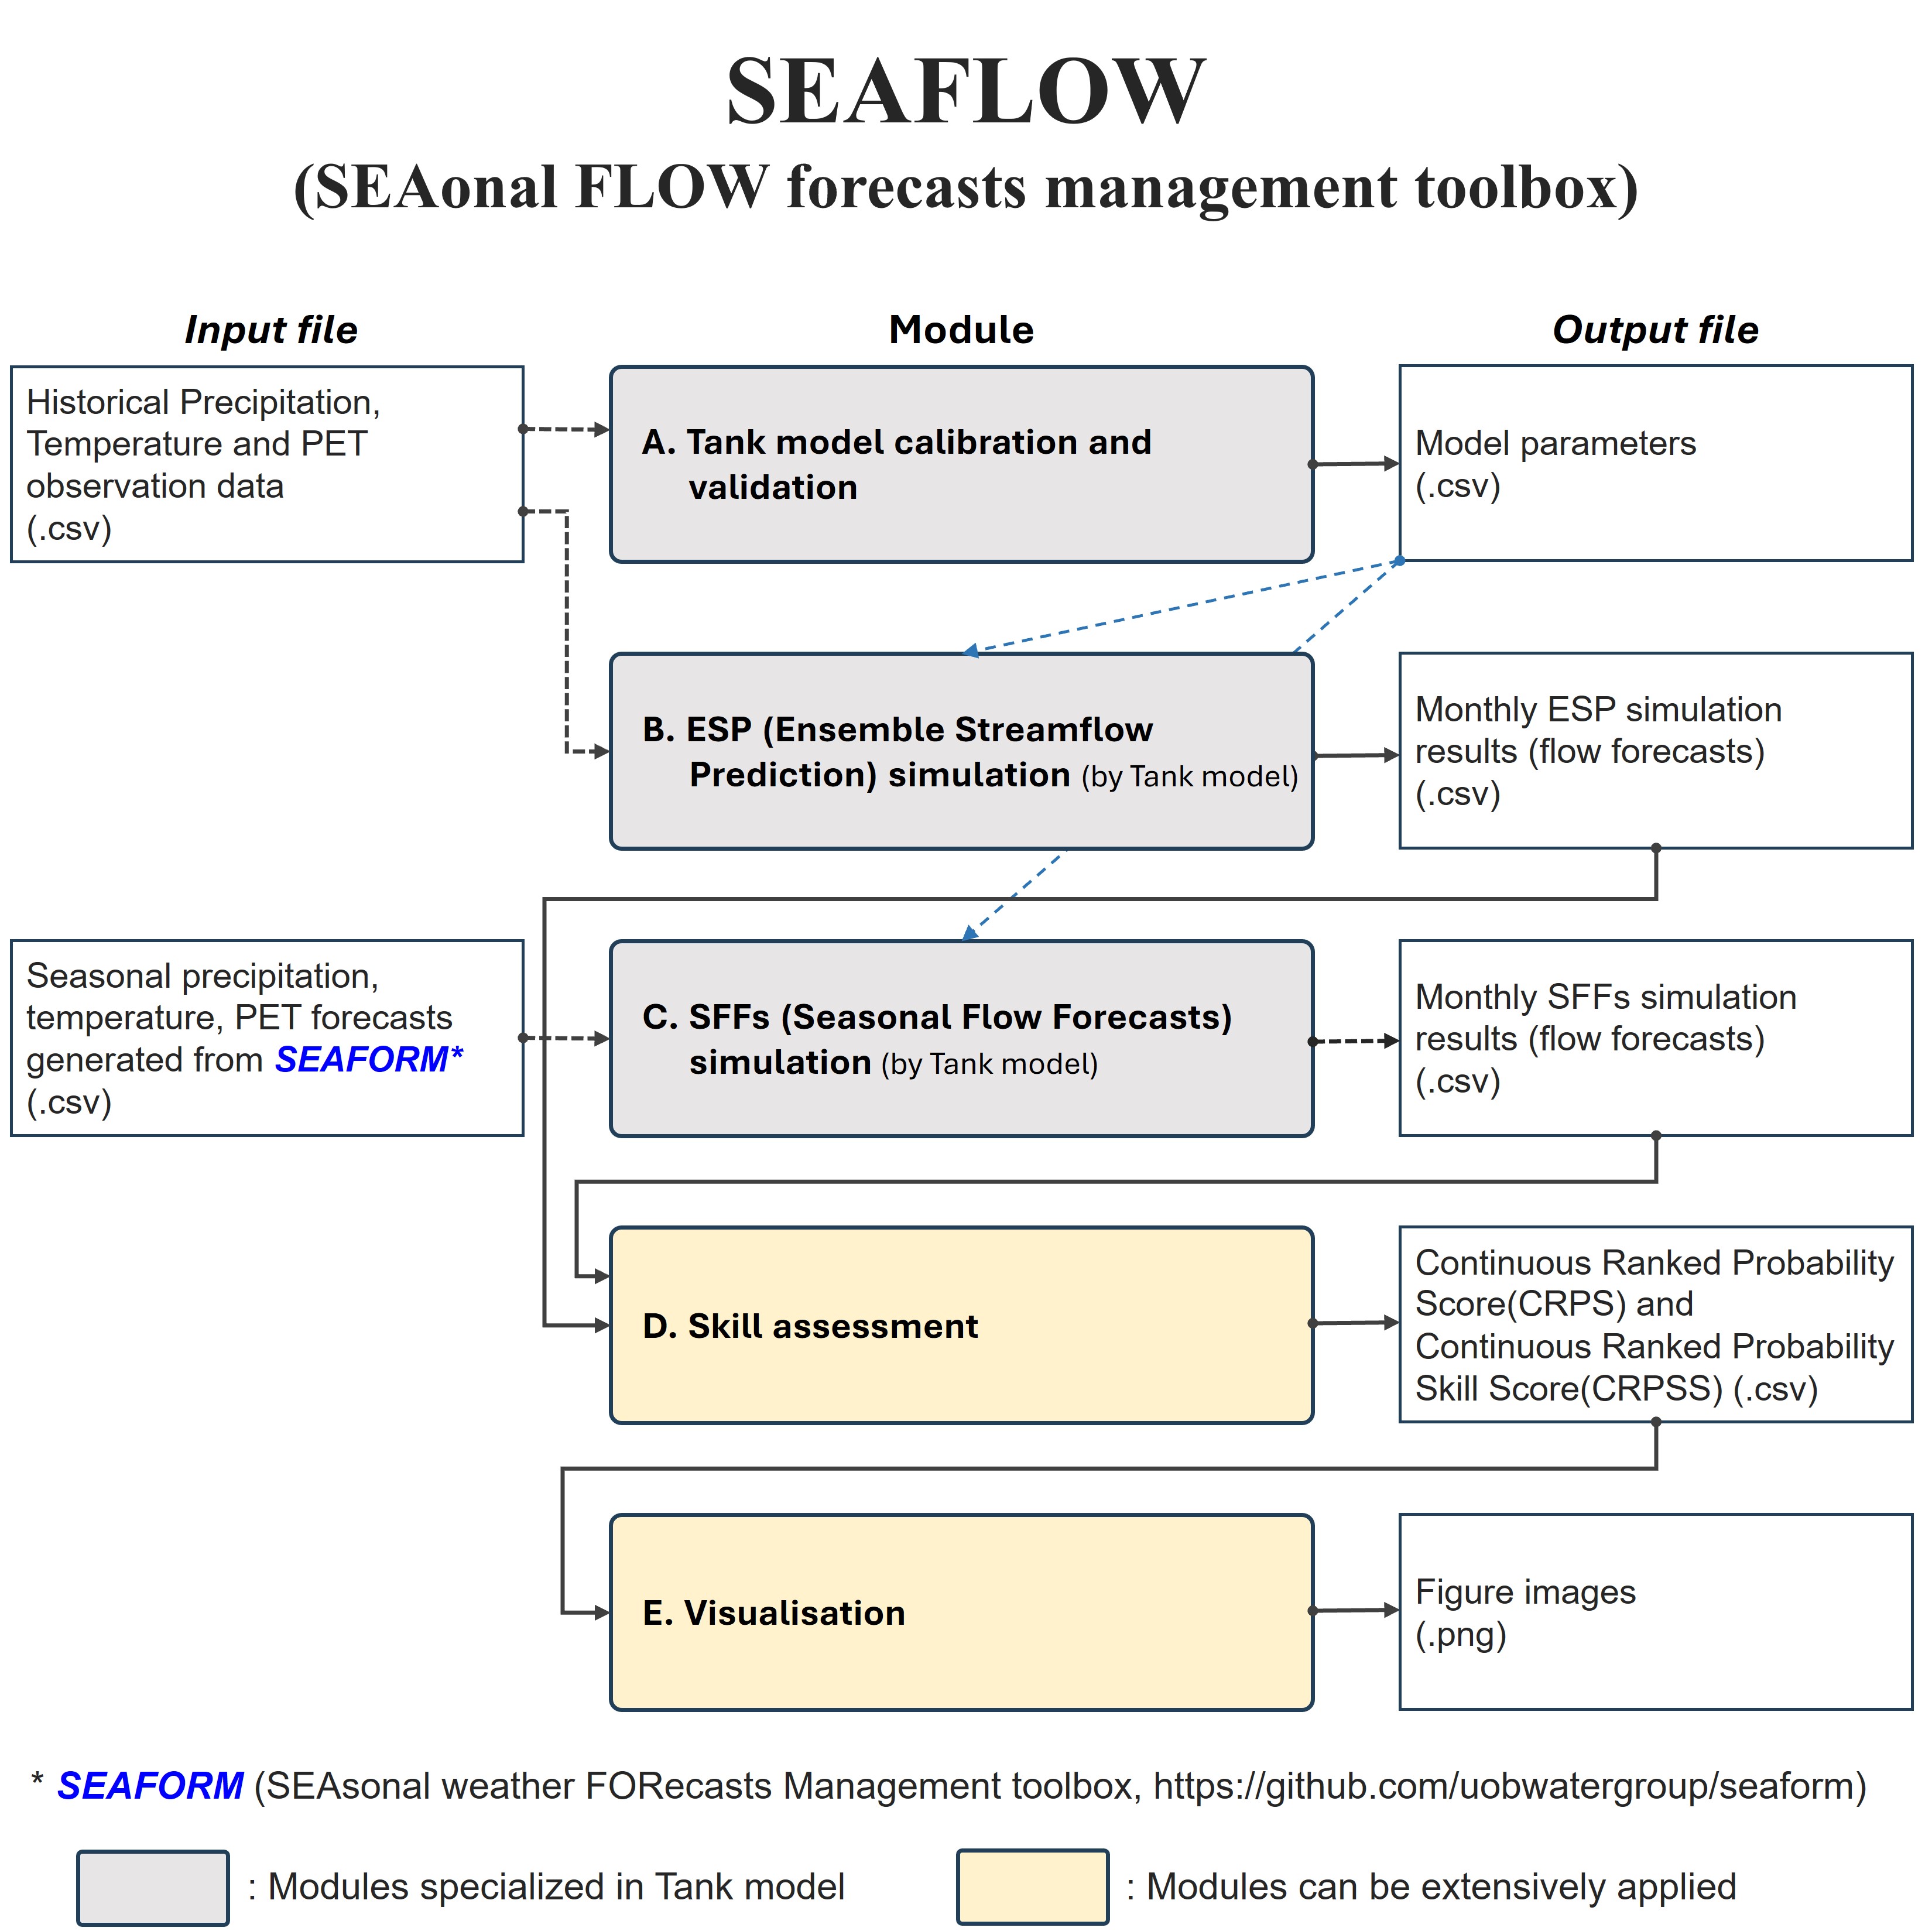 SEAFLOW
(SEAonal FLOW forecasts management toolbox)
Input file
Module
Output file
Historical Precipitation,
Temperature and PET
observation data
(.csv)
A. Tank model calibration and
validation
Model parameters
(.csv)
B. ESP (Ensemble Streamflow
Prediction) simulation (by Tank model)
Monthly ESP simulation
results (flow forecasts)
(.csv)
Seasonal precipitation,
temperature, PET forecasts
generated from SEAFORM*
(.csv)
C. SFFs (Seasonal Flow Forecasts)
simulation (by Tank model)
Monthly SFFs simulation
results (flow forecasts)
(.csv)
D. Skill assessment
Continuous Ranked Probability
Score(CRPS) and
Continuous Ranked Probability
Skill Score(CRPSS) (.csv)
E. Visualisation
Figure images
(.png)
* SEAFORM (SEAsonal weather FORecasts Management toolbox, https://github.com/uobwatergroup/seaform)
: Modules specialized in Tank model
: Modules can be extensively applied